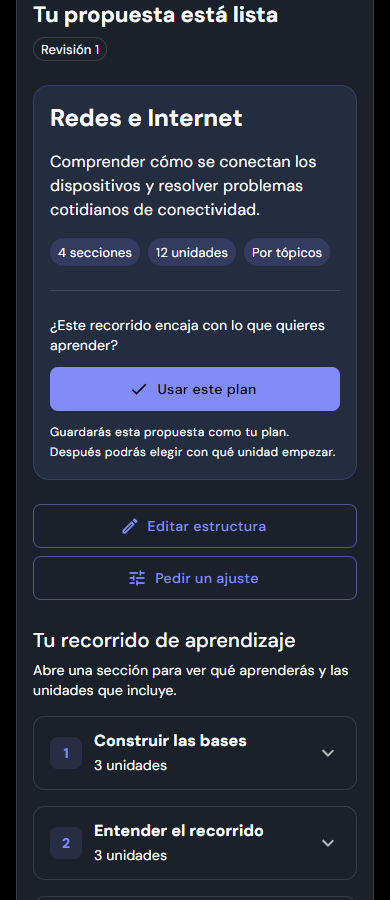 Tu propuesta está lista
Revisión 1
Redes e Internet
Comprender cómo se conectan los
dispositivos y resolver problemas
cotidianos de conectividad.
4 secciones
12 unidades
Por tópicos
¿Este recorrido encaja con lo que quieres
aprender?
Usar este plan
Guardarás esta propuesta como tu plan.
Después podrás elegir con qué unidad empezar.
Editar estructura
Pedir un ajuste
Tu recorrido de aprendizaje
Abre una sección para ver qué aprenderás y las
unidades que incluye.
1
Construir las bases
3 unidades
2
Entender el recorrido
3 unidades